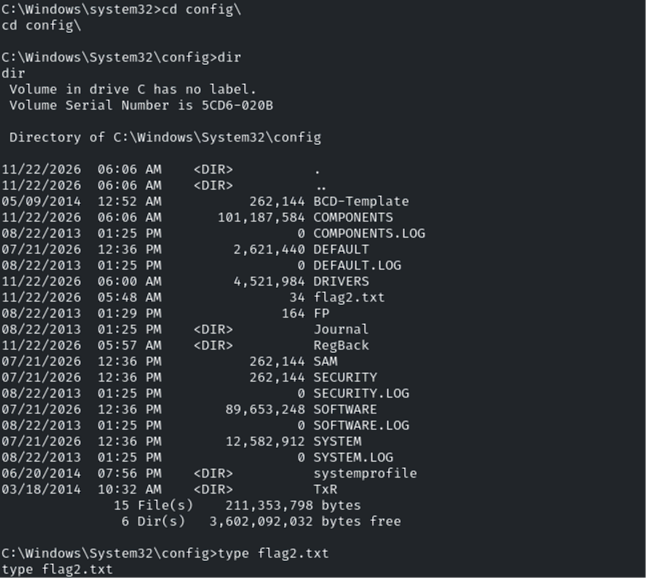 C:\Windows\system32>cd config\
cd config\
C:\Windows\System32\config>dir
dir
 Volume in drive C has no label.
 Volume Serial Number is 5CD6-020B
 Directory of C:\Windows\System32\config
11/22/2026  06:06 AM    <DIR>          .
11/22/2026  06:06 AM    <DIR>          ..
05/09/2014  12:52 AM           262,144 BCD-Template
11/22/2026  06:06 AM       101,187,584 COMPONENTS
08/22/2013  01:25 PM                 0 COMPONENTS.LOG
07/21/2026  12:36 PM         2,621,440 DEFAULT
08/22/2013  01:25 PM                 0 DEFAULT.LOG
11/22/2026  06:00 AM         4,521,984 DRIVERS
11/22/2026  05:48 AM                34 flag2.txt
08/22/2013  01:29 PM               164 FP
08/22/2013  01:25 PM    <DIR>          Journal
11/22/2026  05:57 AM    <DIR>          RegBack
07/21/2026  12:36 PM           262,144 SAM
07/21/2026  12:36 PM           262,144 SECURITY
08/22/2013  01:25 PM                 0 SECURITY.LOG
07/21/2026  12:36 PM        89,653,248 SOFTWARE
08/22/2013  01:25 PM                 0 SOFTWARE.LOG
07/21/2026  12:36 PM        12,582,912 SYSTEM
08/22/2013  01:25 PM                 0 SYSTEM.LOG
06/20/2014  07:56 PM    <DIR>          systemprofile
03/18/2014  10:32 AM    <DIR>          TxR
              15 File(s)    211,353,798 bytes
               6 Dir(s)  3,602,092,032 bytes free
C:\Windows\System32\config>type flag2.txt
type flag2.txt